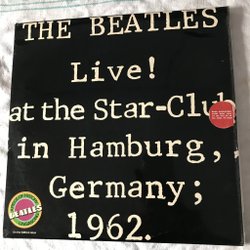 THE BEATLES
Live!
at the Star-Club
in Hamburg,
Germany;
1962.
BEATLES